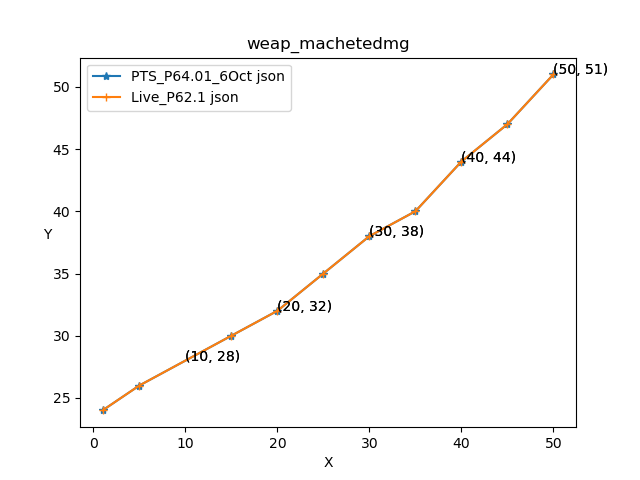 weap_machetedmg
PTS_P64.01_6Oct json
Live_P62.1 json
(50, 51)
(40, 44)
(30, 38)
(20, 32)
(10, 28)
Y
50
45
40
35
30
25
0 10 20 30 40 50
X